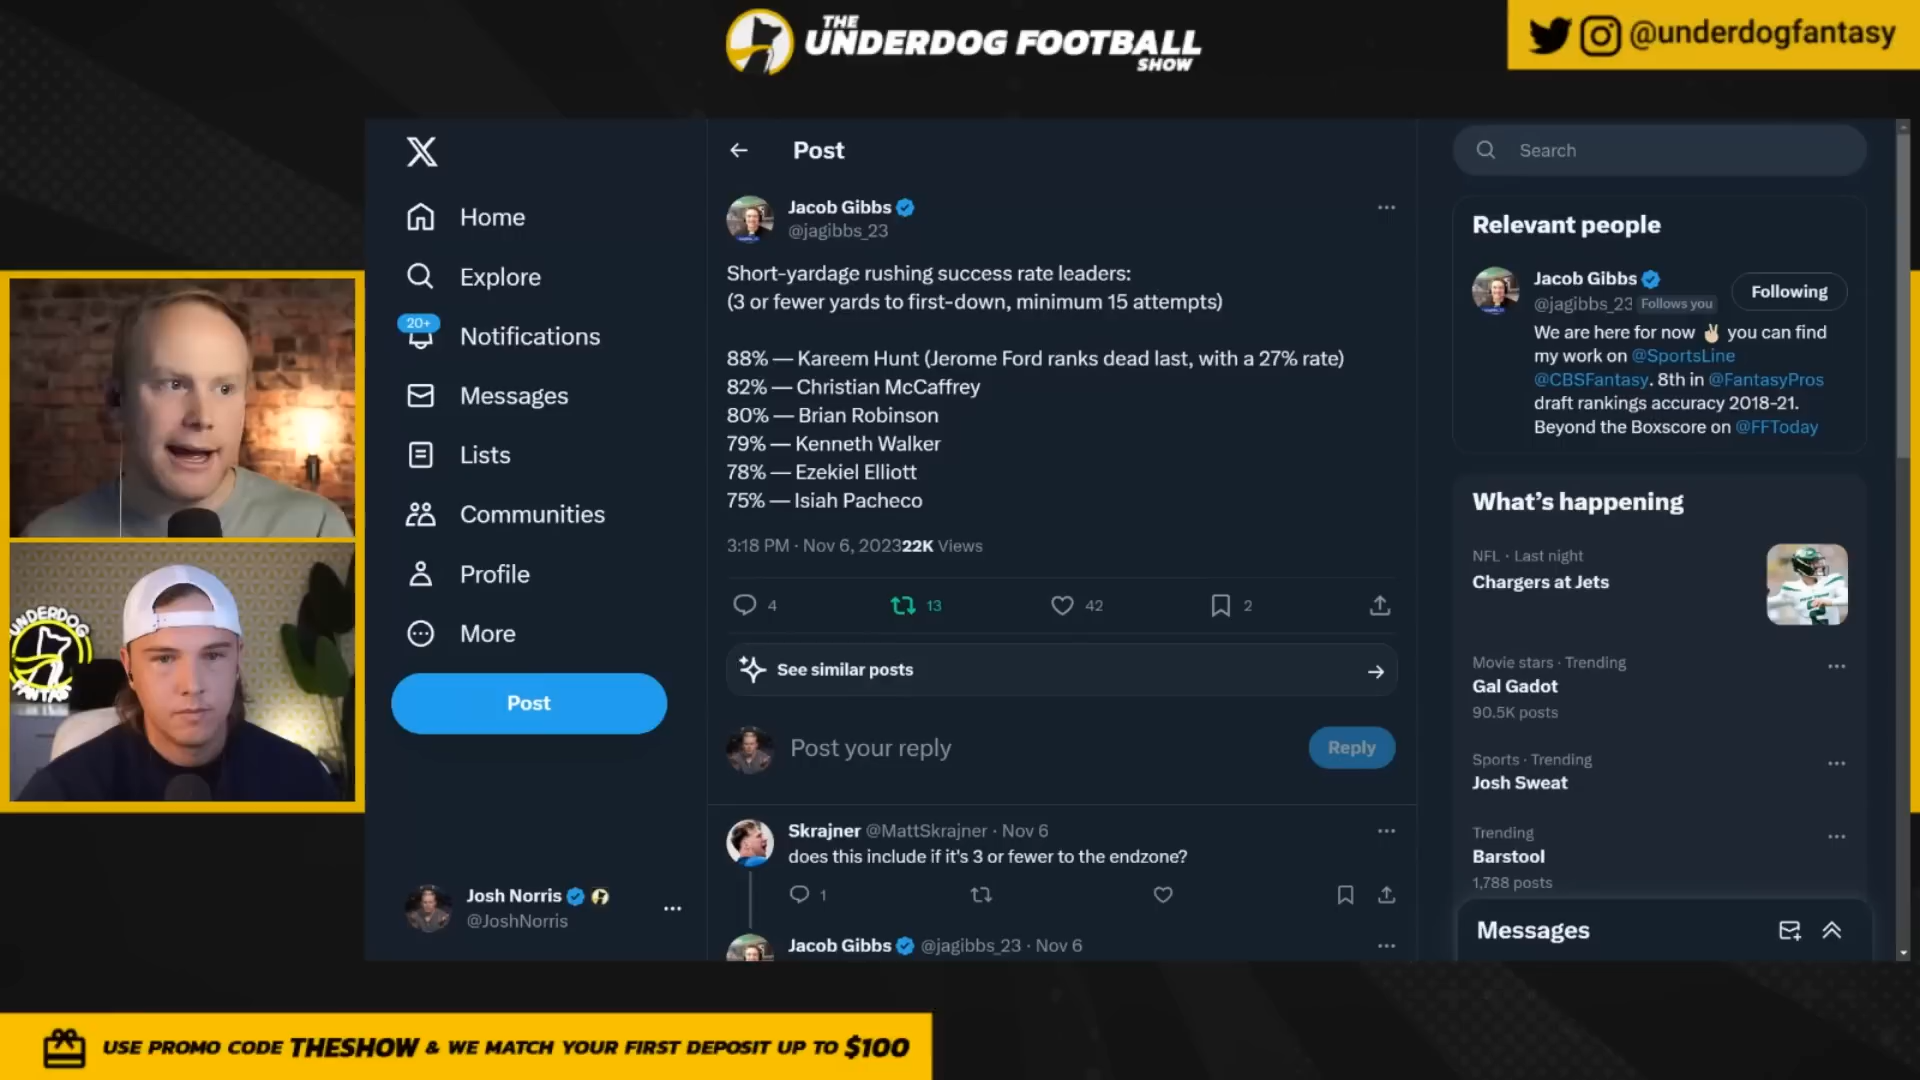 THE
UNDERDOG FOOTBALL
SHOW
@underdogfantasy
Home
Explore
20+
Notifications
Messages
Lists
Communities
Profile
More
Post
Josh Norris
@JoshNorris
Post
Jacob Gibbs
@jagibbs_23
Short-yardage rushing success rate leaders:
(3 or fewer yards to first-down, minimum 15 attempts)
88% — Kareem Hunt (Jerome Ford ranks dead last, with a 27% rate)
82% — Christian McCaffrey
80% — Brian Robinson
79% — Kenneth Walker
78% — Ezekiel Elliott
75% — Isiah Pacheco
3:18 PM · Nov 6, 202322K Views
4 13 42 2
See similar posts
Post your reply
Reply
Skrajner @MattSkrajner · Nov 6
does this include if it's 3 or fewer to the endzone?
1
Jacob Gibbs @jagibbs_23 · Nov 6
Search
Relevant people
Jacob Gibbs
@jagibbs_23 Follows you
Following
We are here for now ✌🏻 you can find
my work on @SportsLine
@CBSFantasy. 8th in @FantasyPros
draft rankings accuracy 2018-21.
Beyond the Boxscore on @FFToday
What's happening
NFL · Last night
Chargers at Jets
Movie stars · Trending
Gal Gadot
90.5K posts
Sports · Trending
Josh Sweat
Trending
Barstool
1,788 posts
Messages
UNDERDOG
FANTAS
USE PROMO CODE THESHOW & WE MATCH YOUR FIRST DEPOSIT UP TO $100